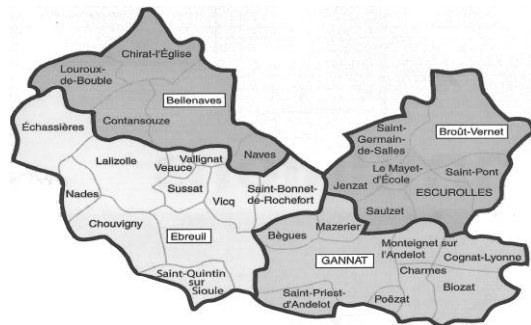 Chirat-l'Église
Louroux-
de-Bouble
Bellenaves
Contansouze
Échassières
Naves
Lalizolle
Vallignat
Veauce
Sussat
Saint-Bonnet-
de-Rochefort
Nades
Vicq
Chouvigny
Ebreuil
Saint-Quintin
sur
Sioule
Saint-
Germain-
de-Salles
Broût-Vernet
Le Mayet-
d'École
Saint-Pont
Jenzat
ESCUROLLES
Saulzet
Bègues
Mazerier
Monteignet sur
l'Andelot
Cognat-Lyonne
GANNAT
Charmes
Biozat
Saint-Priest-
d'Andelot
Poëzat